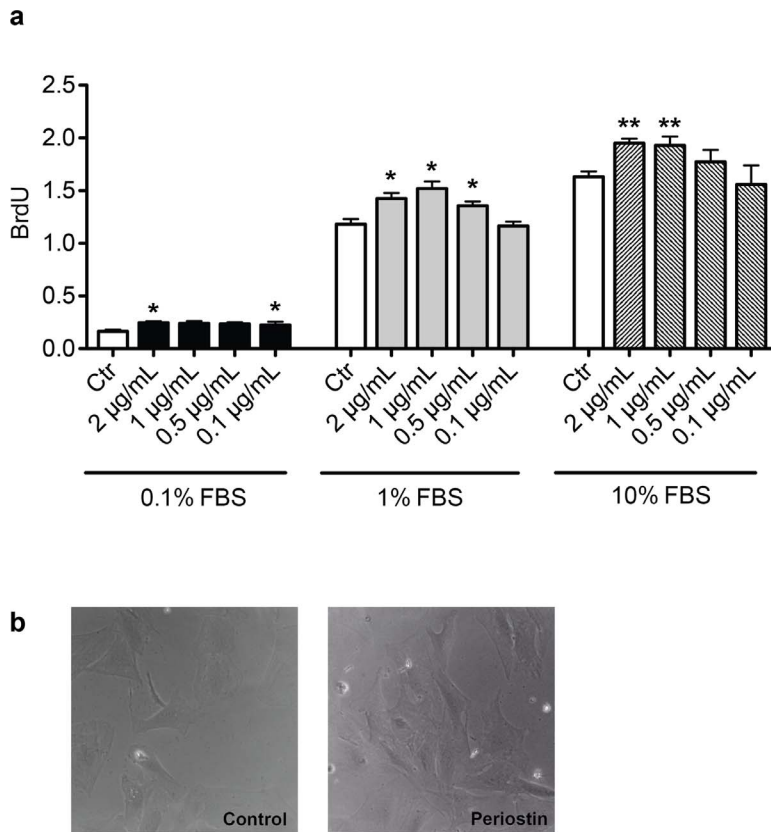 a
BrdU
2.5
2.0
1.5
1.0
0.5
0.0
* *
* * *
** **
Ctr
2 µg/mL
1 µg/mL
0.5 µg/mL
0.1 µg/mL
Ctr
2 µg/mL
1 µg/mL
0.5 µg/mL
0.1 µg/mL
Ctr
2 µg/mL
1 µg/mL
0.5 µg/mL
0.1 µg/mL
0.1% FBS
1% FBS
10% FBS
b
Control
Periostin